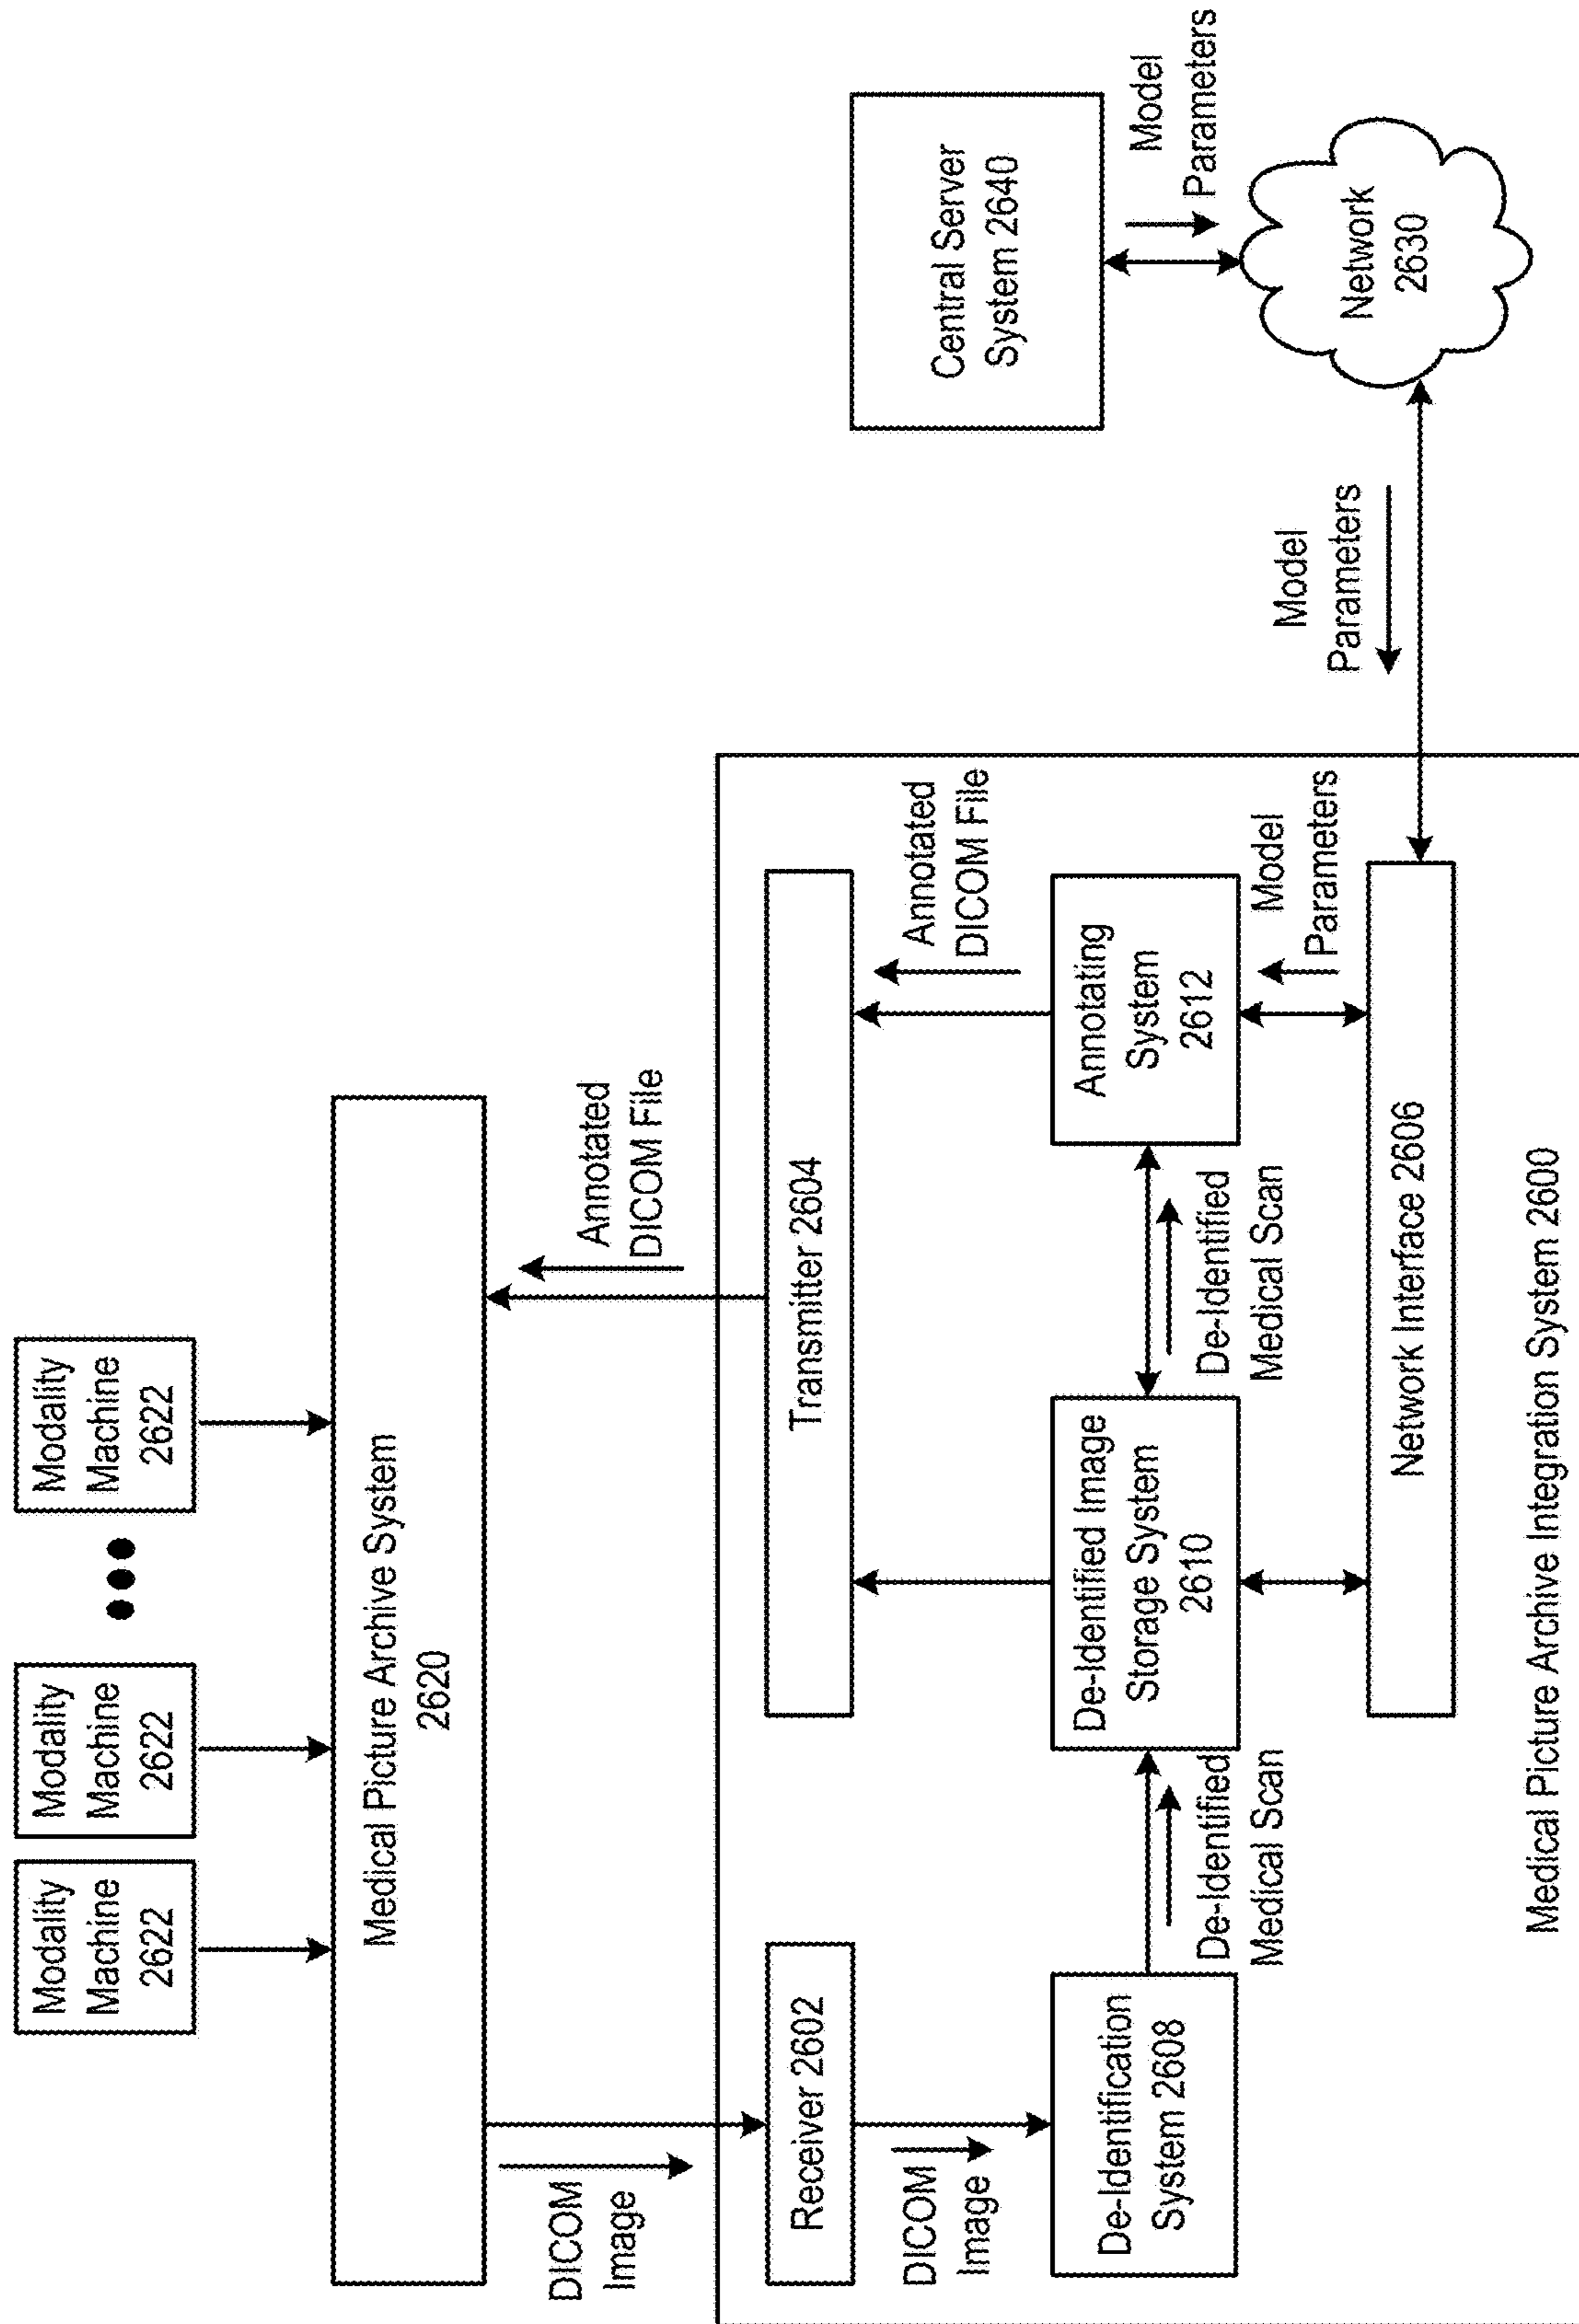 Modality
Machine
2622
Modality
Machine
2622
Modality
Machine
2622
Medical Picture Archive System
2620
DICOM
Image
Annotated
DICOM File
Receiver 2602
Transmitter 2604
DICOM
Image
Annotated
DICOM File
De-Identification
System 2608
De-Identified
Medical Scan
De-Identified Image
Storage System
2610
De-Identified
Medical Scan
Annotating
System
2612
Model
Parameters
Network Interface 2606
Medical Picture Archive Integration System 2600
Model
Parameters
Central Server
System 2640
Model
Parameters
Network
2630